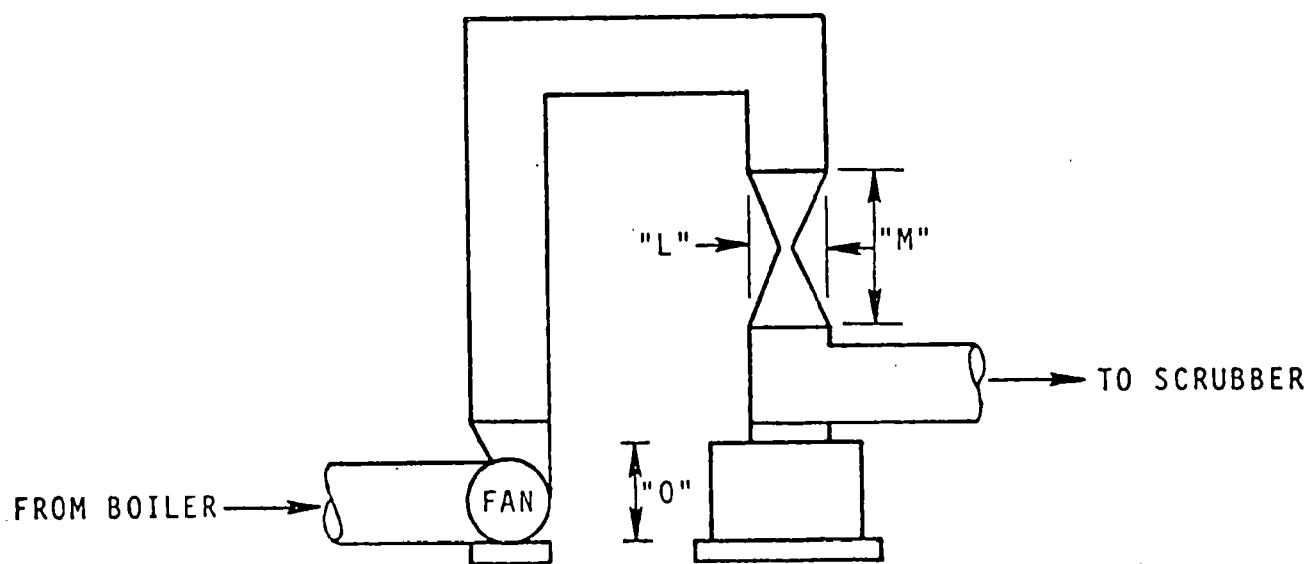 "L"
"M"
TO SCRUBBER
FROM BOILER
FAN
"O"